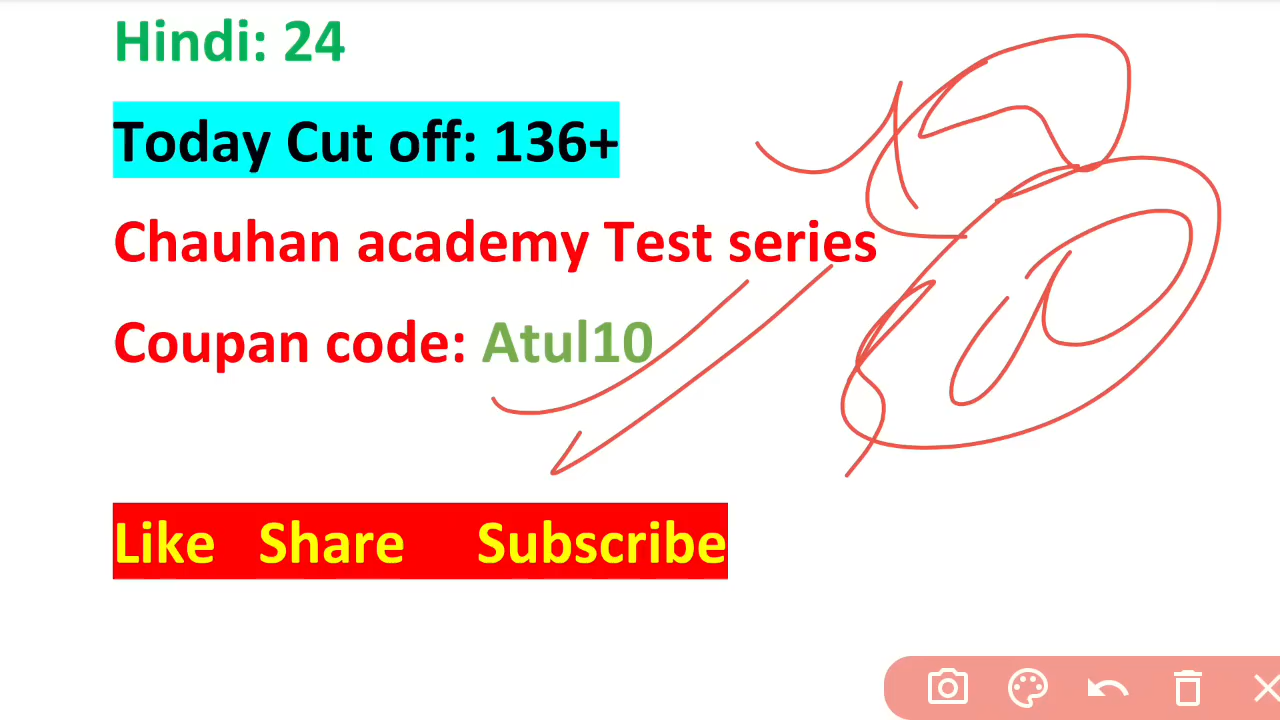 Hindi: 24
Today Cut off: 136+
Chauhan academy Test series
Coupan code: Atul10
Like Share Subscribe